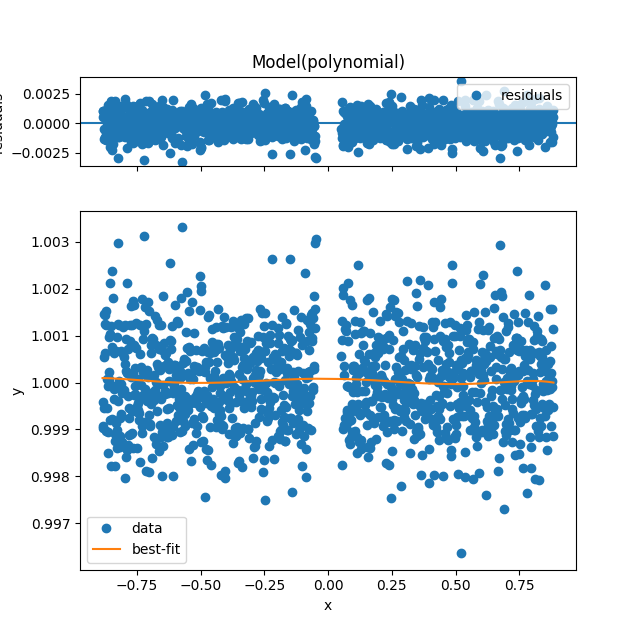 Model(polynomial)
0.0025
0.0000
−0.0025
residuals
residuals
1.003
1.002
1.001
1.000
0.999
0.998
0.997
y
data
best-fit
−0.75 −0.50 −0.25 0.00 0.25 0.50 0.75
x